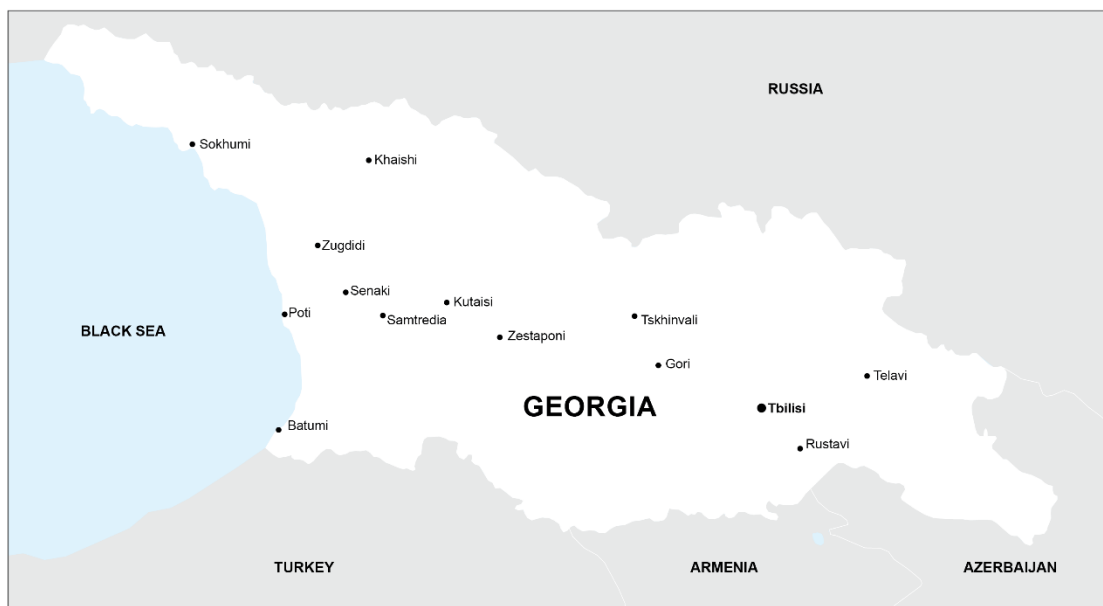 RUSSIA
Sokhumi
Khaishi
Zugdidi
Senaki
Kutaisi
Poti
Samtredia
Tskhinvali
BLACK SEA
Zestaponi
Gori
Telavi
GEORGIA
Tbilisi
Batumi
Rustavi
TURKEY
ARMENIA
AZERBAIJAN